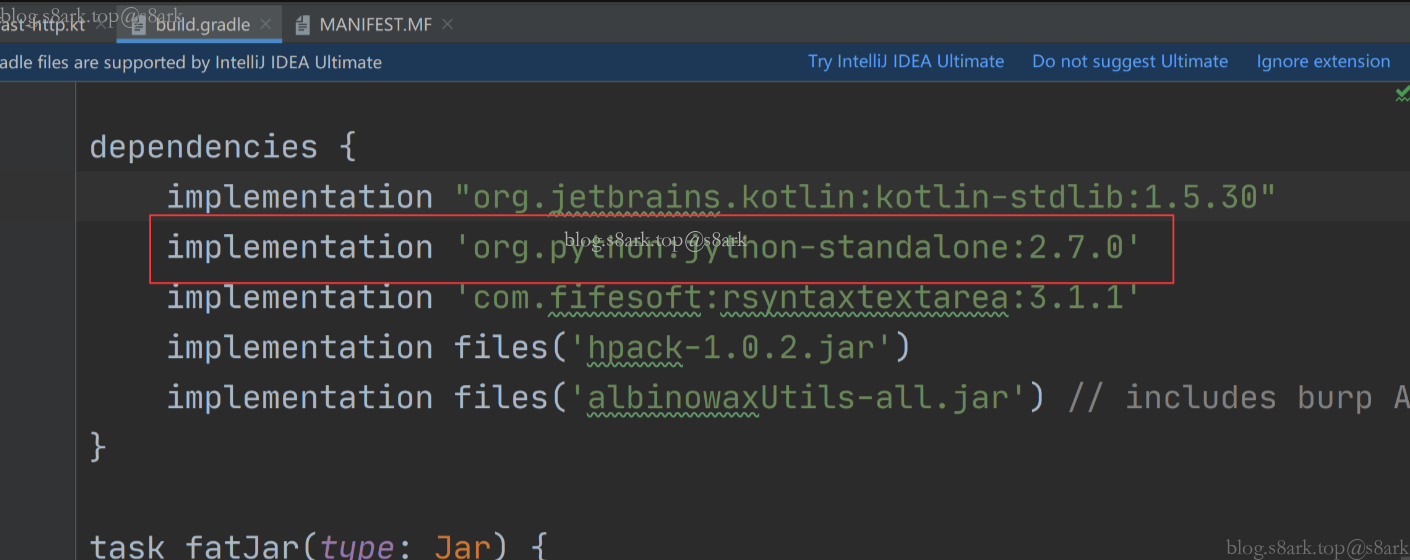 blog.s8ark.top@s8ark
ast-http.kt build.gradle MANIFEST.MF
adle files are supported by IntelliJ IDEA Ultimate Try IntelliJ IDEA Ultimate Do not suggest Ultimate Ignore extension
dependencies {
implementation "org.jetbrains.kotlin:kotlin-stdlib:1.5.30"
implementation 'org.python:jython-standalone:2.7.0'
blog.s8ark.top@s8ark
implementation 'com.fifesoft:rsyntaxtextarea:3.1.1'
implementation files('hpack-1.0.2.jar')
implementation files('albinowaxUtils-all.jar') // includes burp A
}
task fatJar(type: Jar) {
blog.s8ark.top@s8ark